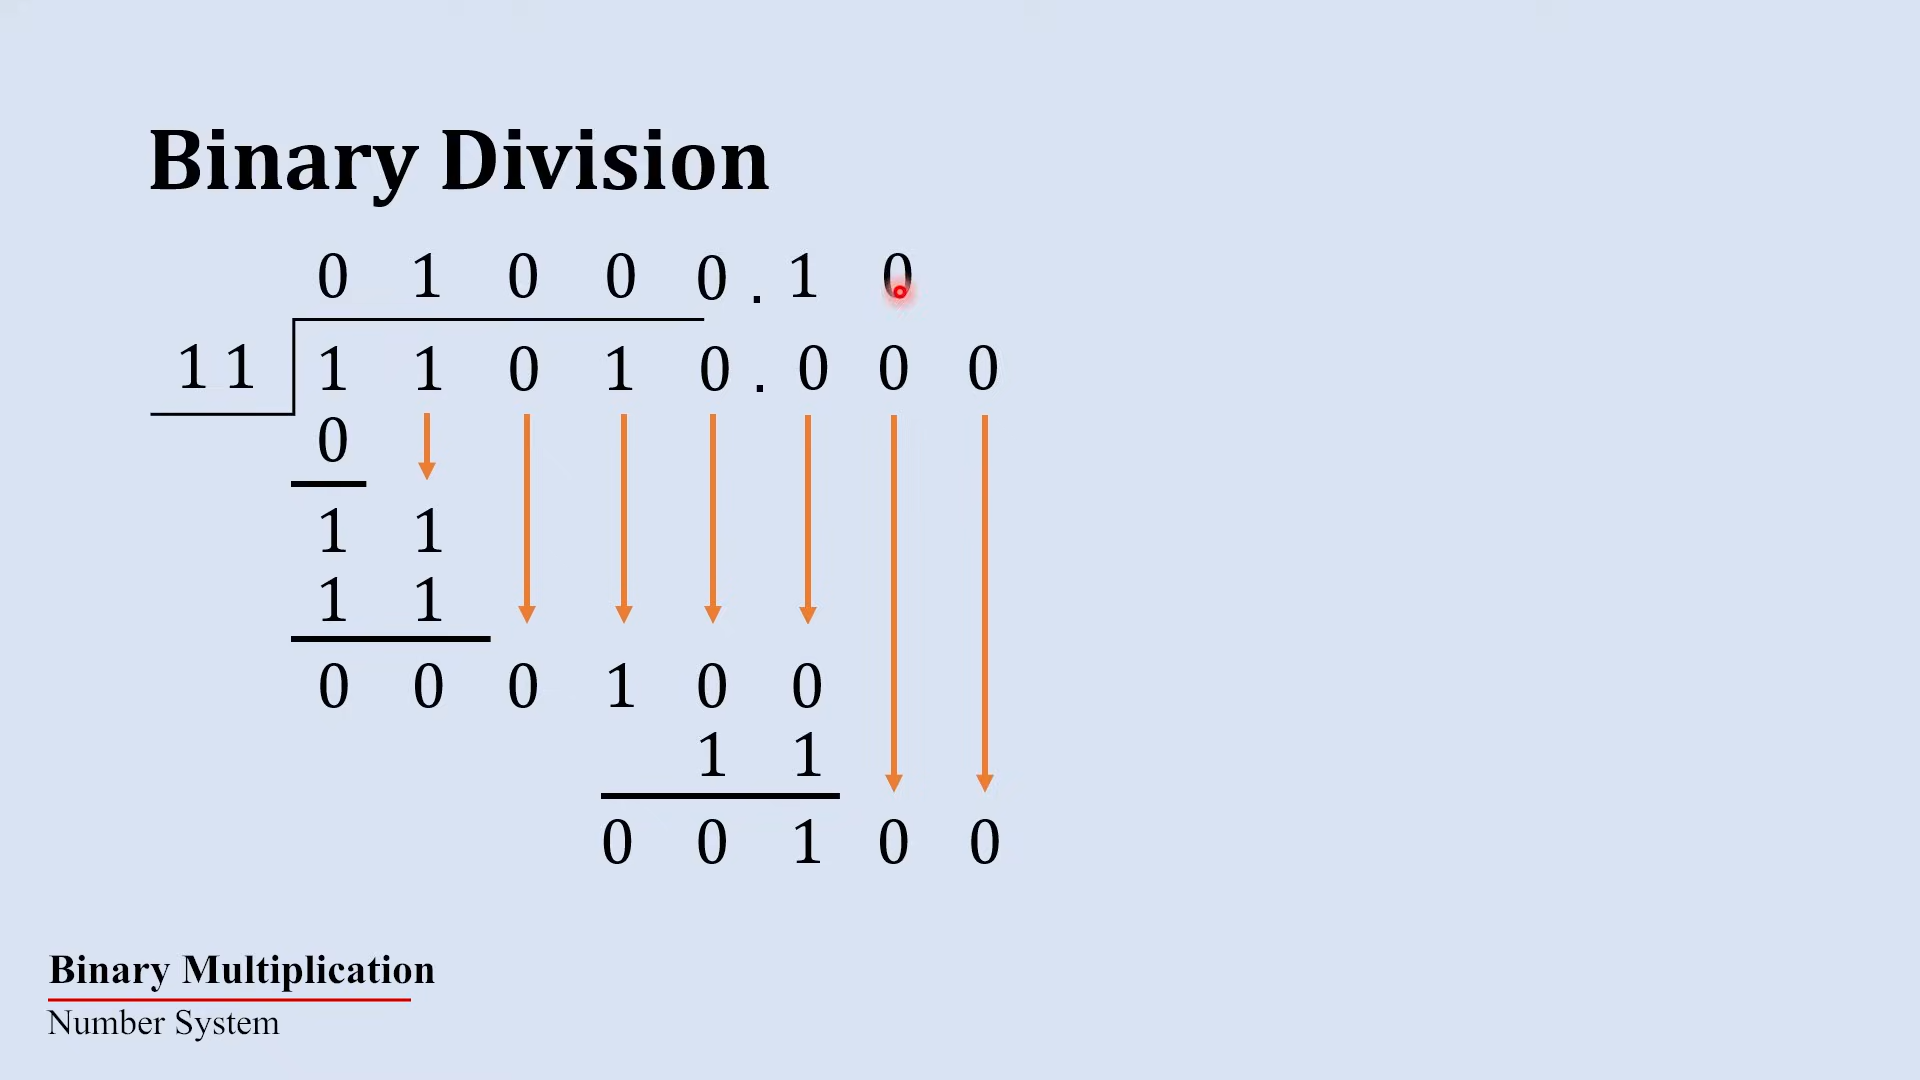 Binary Division
0 1 0 0 0 . 1 0
1 1 1 1 0 1 0 . 0 0 0
0
1 1
1 1
0 0 0 1 0 0
1 1
0 0 1 0 0
Binary Multiplication
Number System